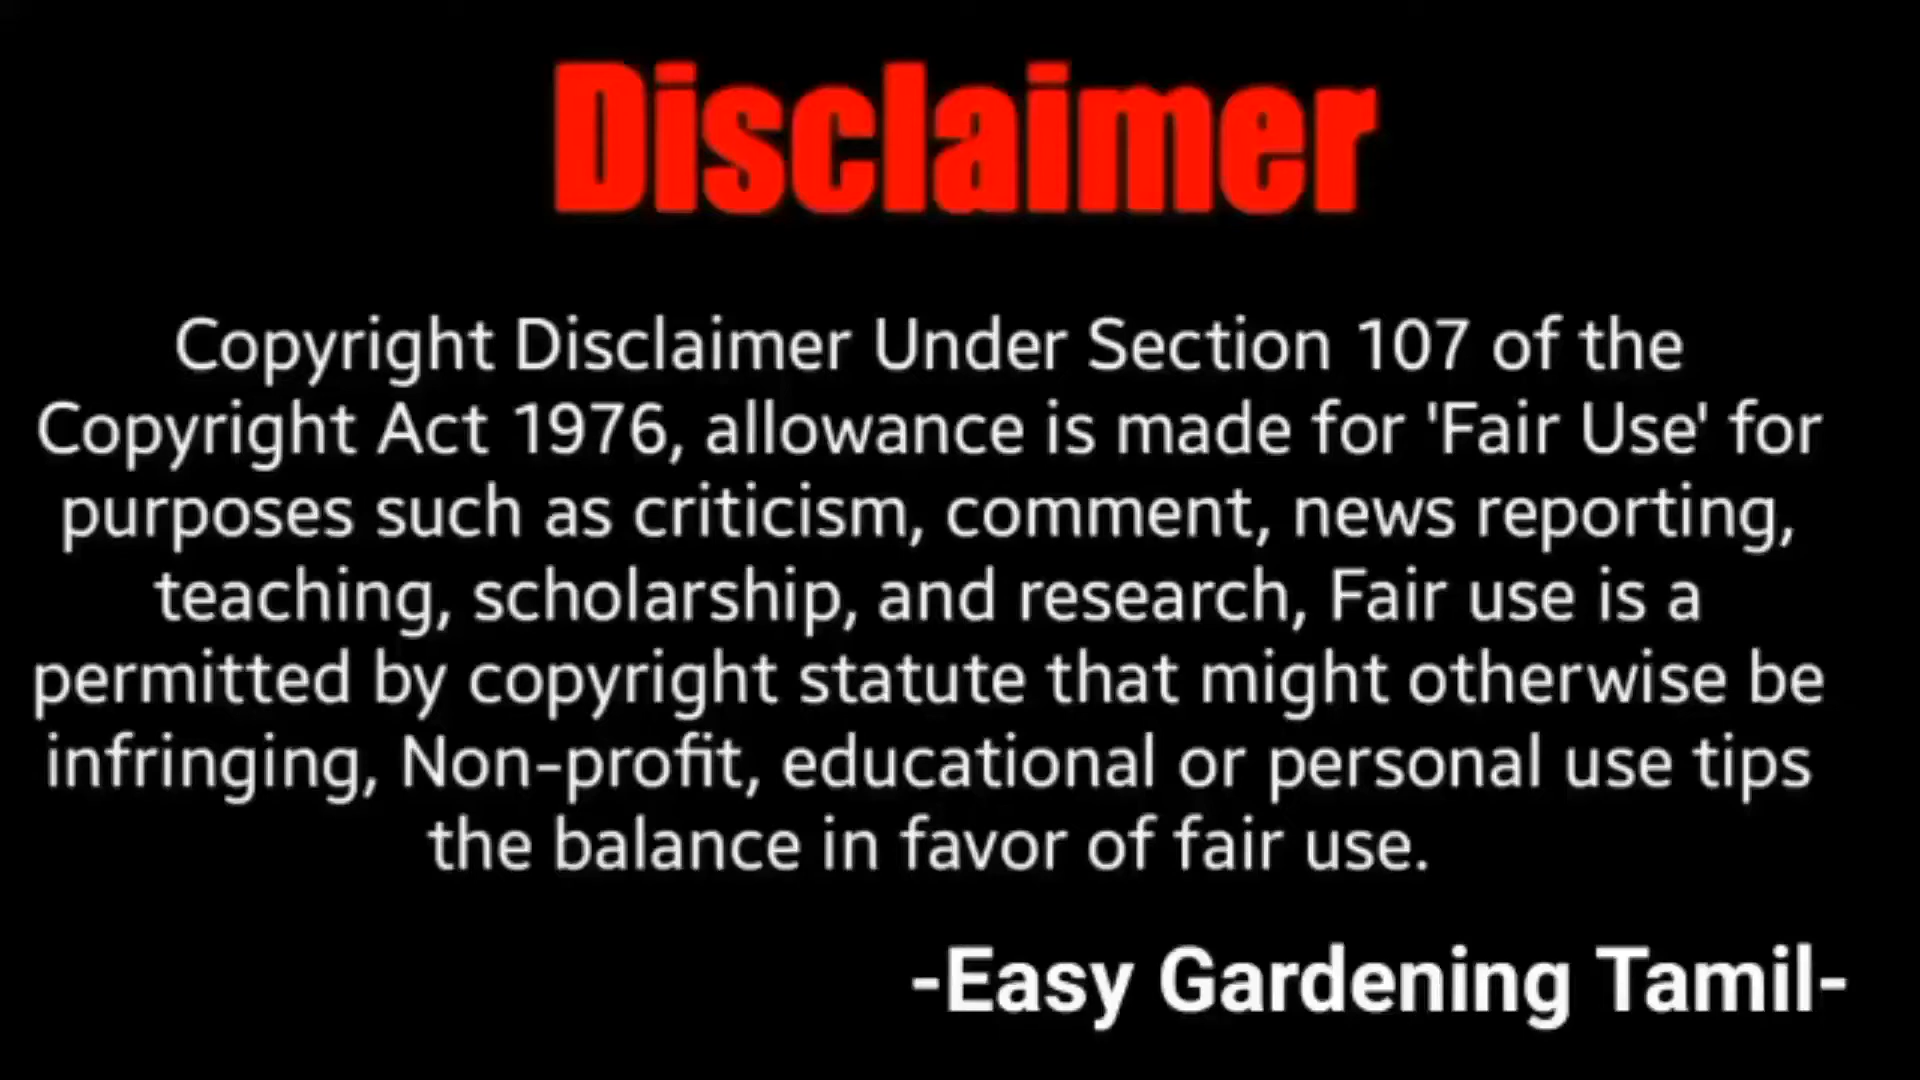 Disclaimer
Copyright Disclaimer Under Section 107 of the
Copyright Act 1976, allowance is made for 'Fair Use' for
purposes such as criticism, comment, news reporting,
teaching, scholarship, and research, Fair use is a
permitted by copyright statute that might otherwise be
infringing, Non-profit, educational or personal use tips
the balance in favor of fair use.
-Easy Gardening Tamil-